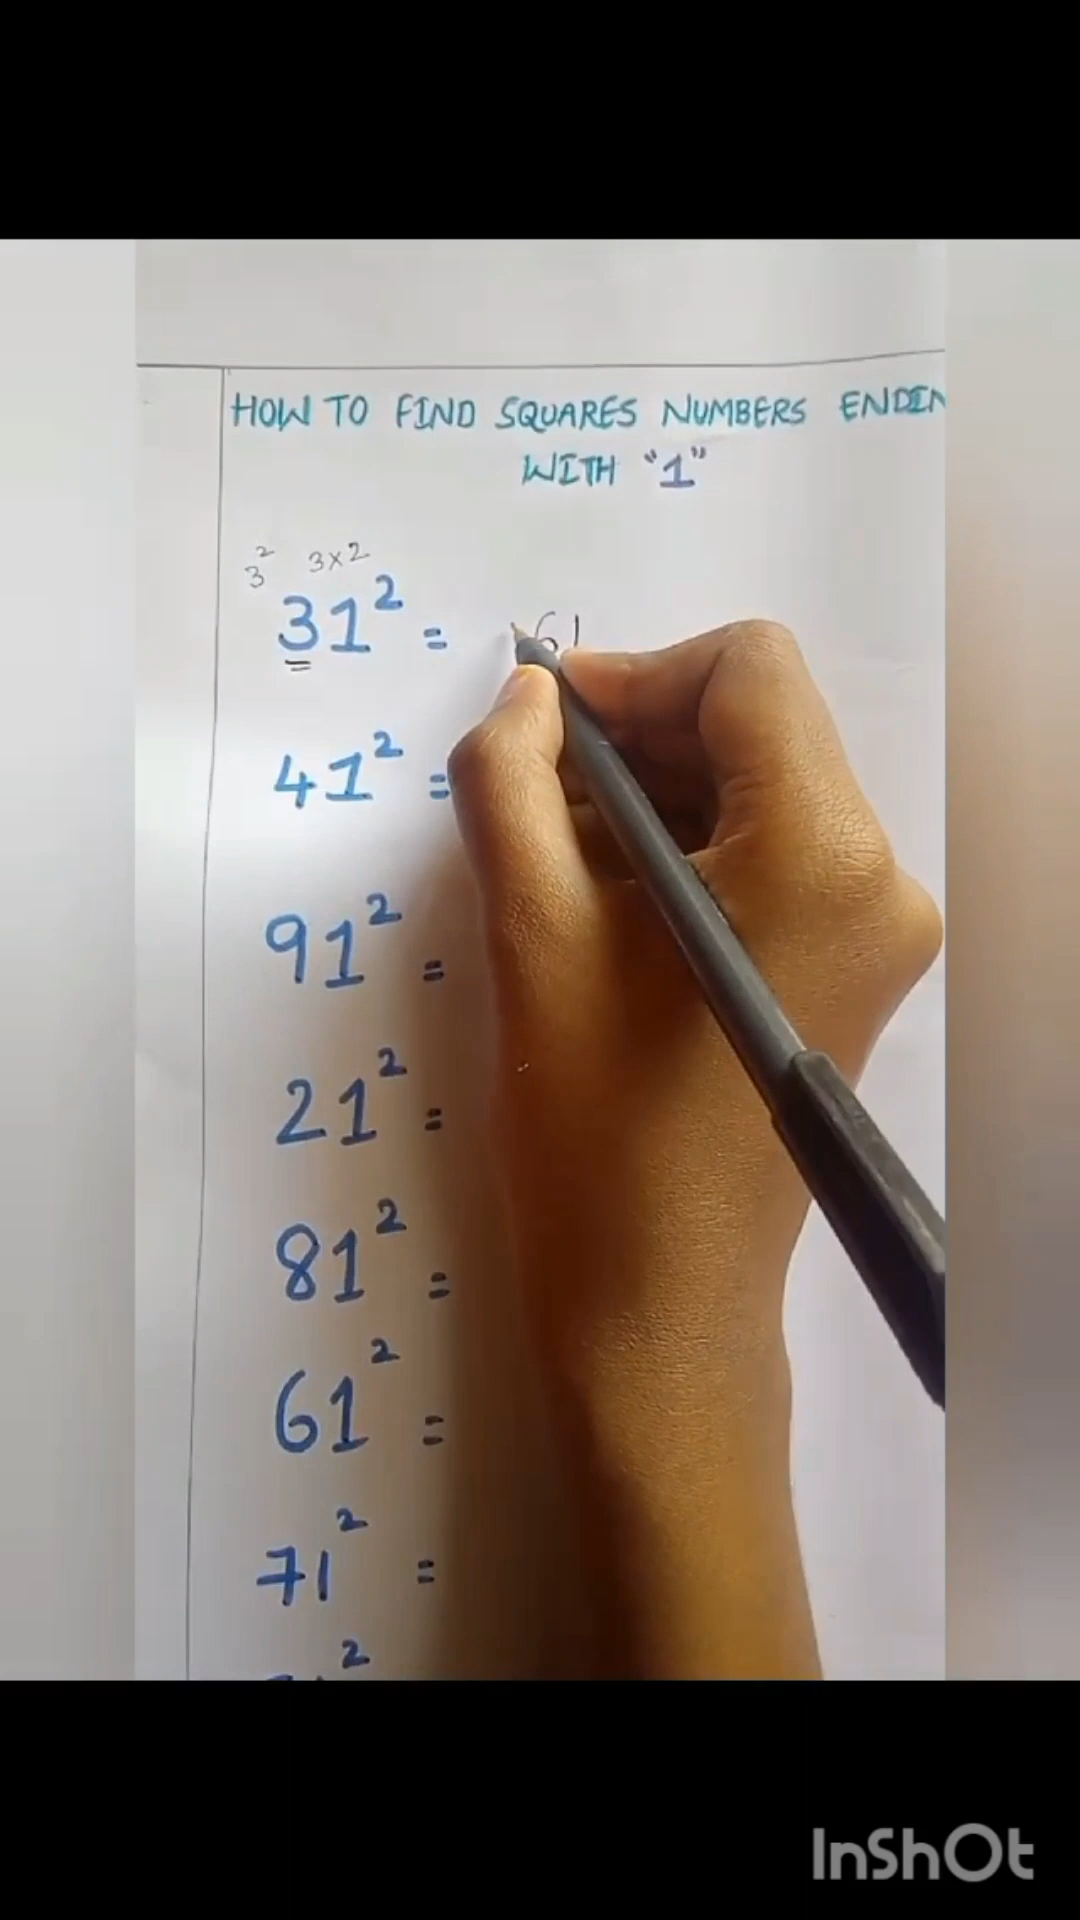 HOW TO FIND SQUARES NUMBERS ENDIN
WITH "1"
3² 3×2
31² = 61
41² =
91² =
21² =
81² =
61² =
71² =
2
InShOt